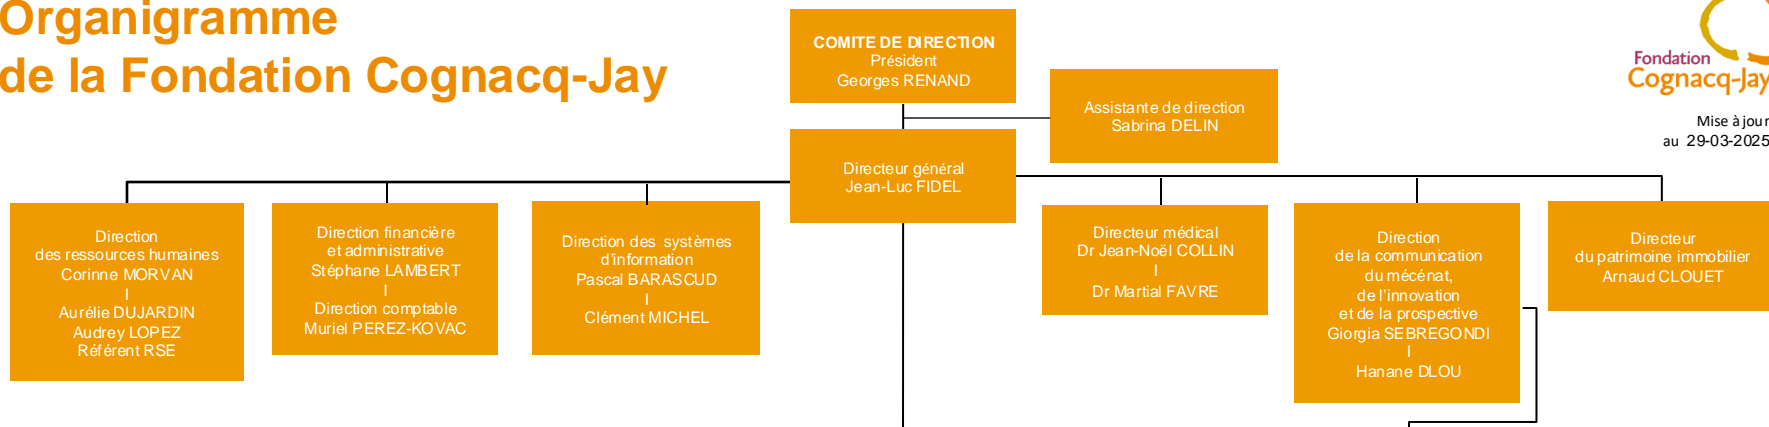 Organigramme
de la Fondation Cognacq-Jay
COMITE DE DIRECTION
Président
Georges RENAND
Fondation
Cognacq-Jay
Mise à jour
au 29-03-2025
Assistante de direction
Sabrina DELIN
Directeur général
Jean-Luc FIDEL
Direction
des ressources humaines
Corinne MORVAN
I
Aurélie DUJARDIN
Audrey LOPEZ
Référent RSE
Direction financière
et administrative
Stéphane LAMBERT
I
Direction comptable
Muriel PEREZ-KOVAC
Direction des systèmes
d'information
Pascal BARASCUD
I
Clément MICHEL
Directeur médical
Dr Jean-Noël COLLIN
I
Dr Martial FAVRE
Direction
de la communication
du mécénat,
de l'innovation
et de la prospective
Giorgia SEBREGONDI
I
Hanane DLOU
Directeur
du patrimoine immobilier
Arnaud CLOUET